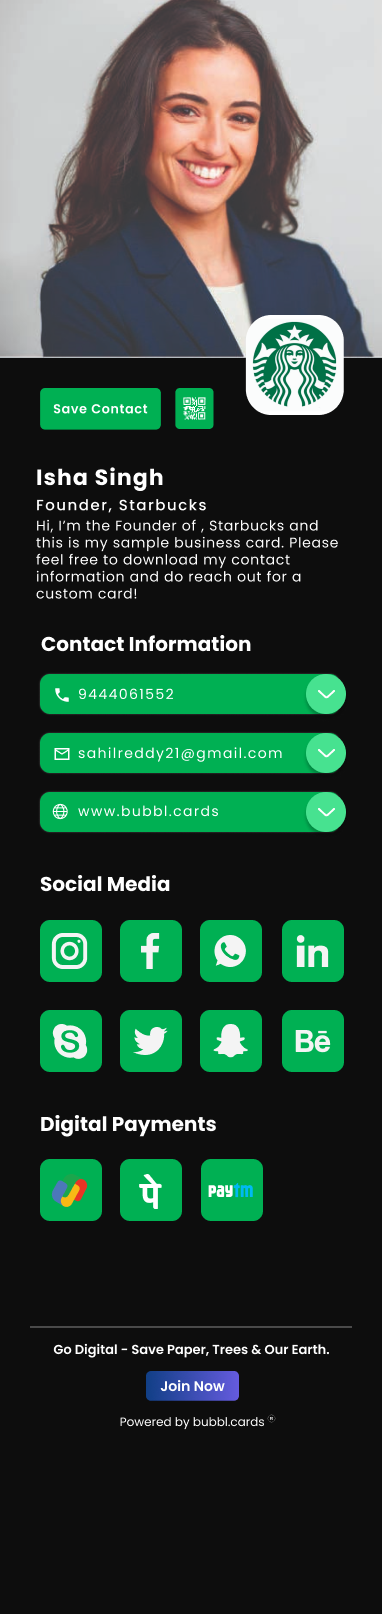 Save Contact
Isha Singh
Founder, Starbucks
Hi, I'm the Founder of , Starbucks and
this is my sample business card. Please
feel free to download my contact
information and do reach out for a
custom card!
Contact Information
9444061552
sahilreddy21@gmail.com
www.bubbl.cards
Social Media
f
in
S
Bē
Digital Payments
पे
paytm
Go Digital - Save Paper, Trees & Our Earth.
Join Now
Powered by bubbl.cards ®